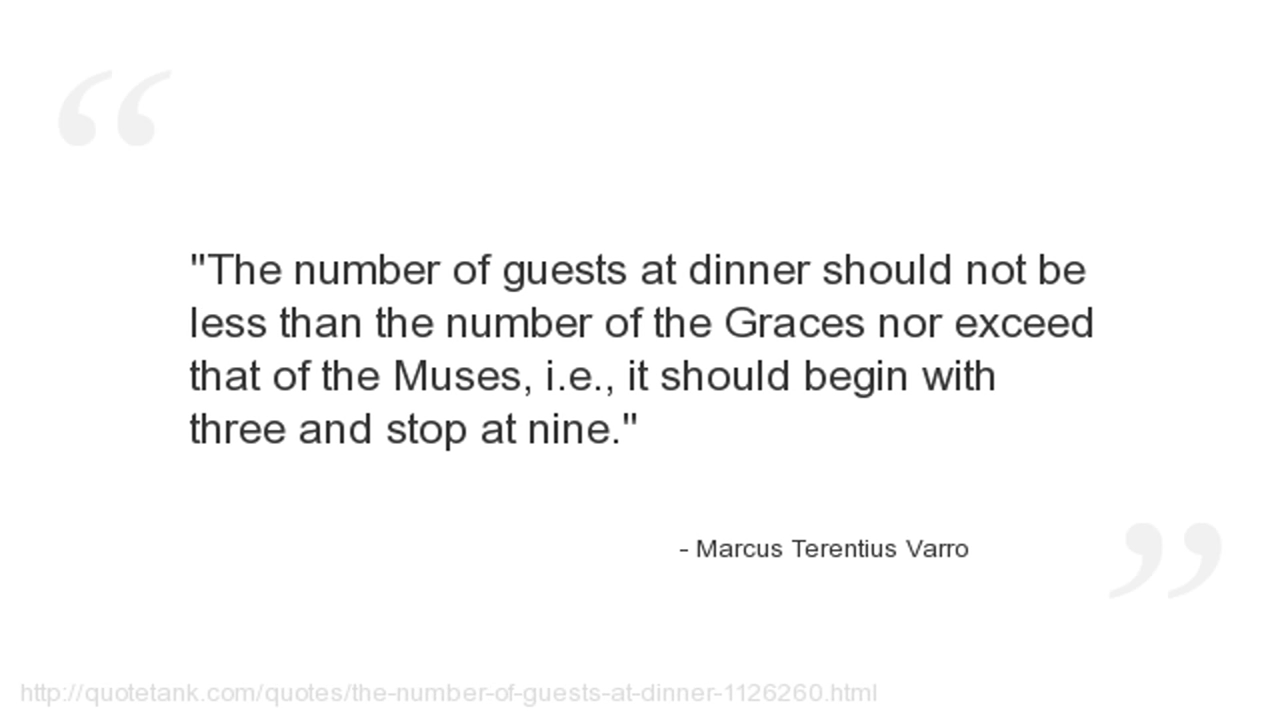 "The number of guests at dinner should not be
less than the number of the Graces nor exceed
that of the Muses, i.e., it should begin with
three and stop at nine."
- Marcus Terentius Varro
http://quotetank.com/quotes/the-number-of-guests-at-dinner-1126260.html